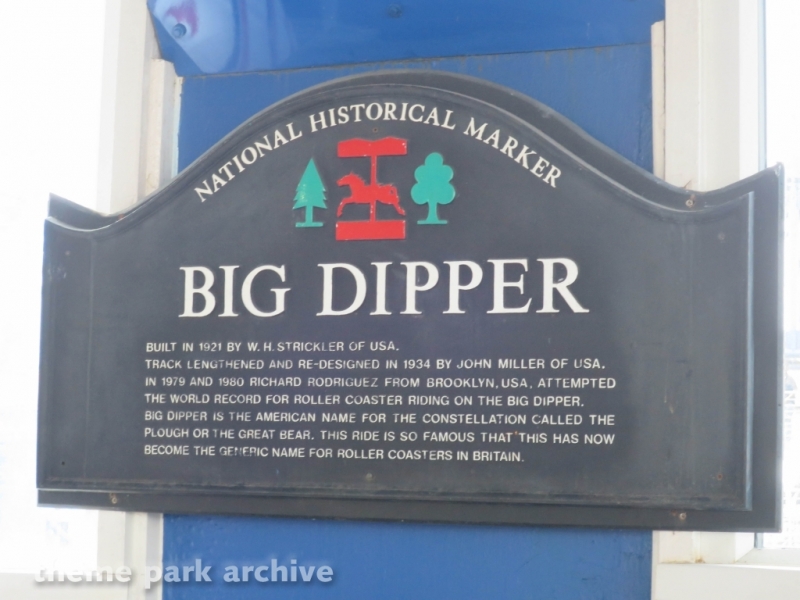 NATIONAL HISTORICAL MARKER
BIG DIPPER
BUILT IN 1921 BY W. H. STRICKLER OF USA.
TRACK LENGTHENED AND RE-DESIGNED IN 1934 BY JOHN MILLER OF USA.
IN 1979 AND 1980 RICHARD RODRIGUEZ FROM BROOKLYN, USA, ATTEMPTED
THE WORLD RECORD FOR ROLLER COASTER RIDING ON THE BIG DIPPER.
BIG DIPPER IS THE AMERICAN NAME FOR THE CONSTELLATION CALLED THE
PLOUGH OR THE GREAT BEAR. THIS RIDE IS SO FAMOUS THAT THIS HAS NOW
BECOME THE GENERIC NAME FOR ROLLER COASTERS IN BRITAIN.
theme park archive